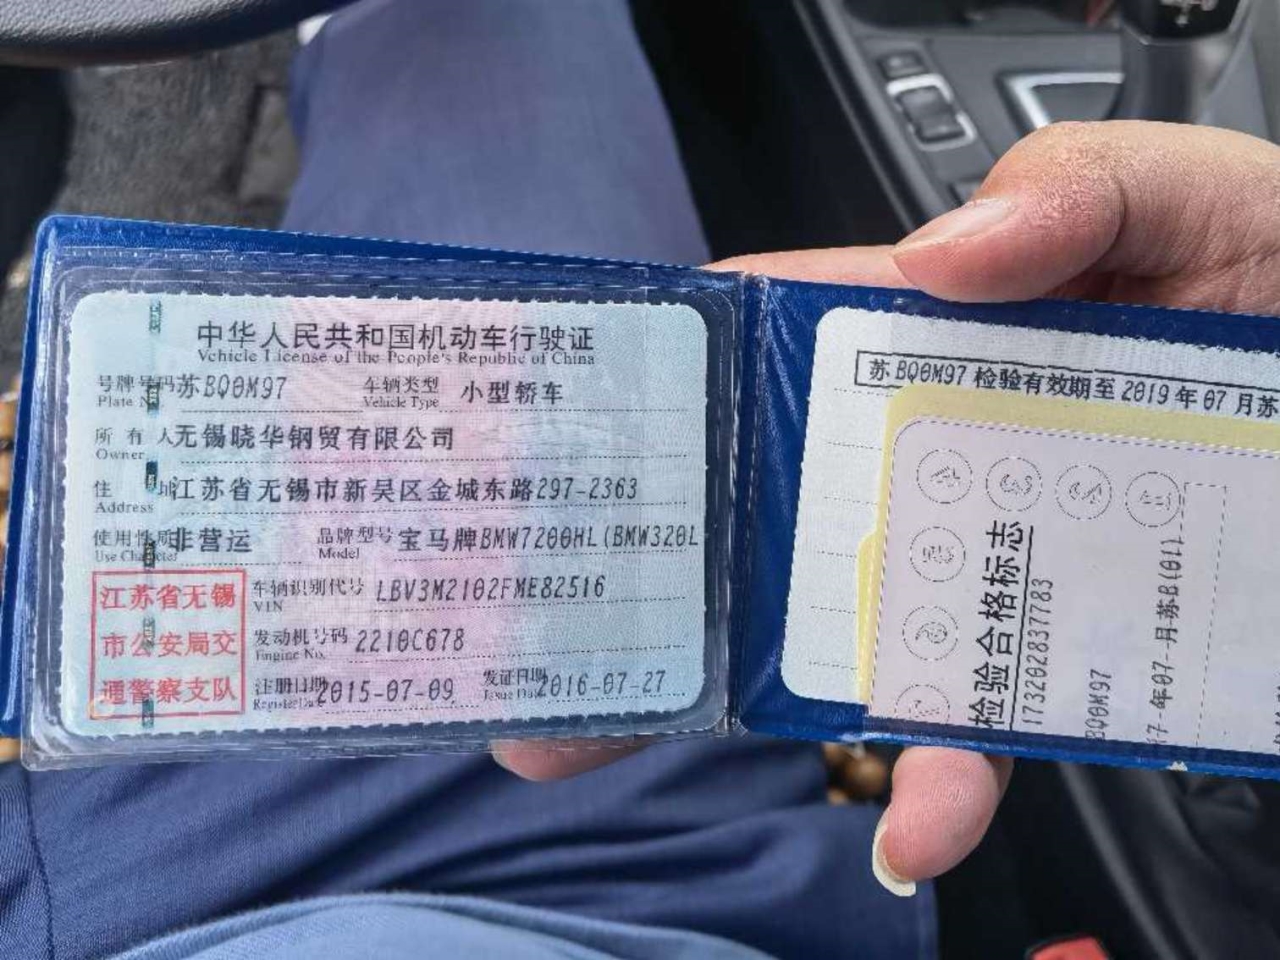 中华人民共和国机动车行驶证
Vehicle License of the People's Republic of China
号牌号码 苏BQ0M97 车辆类型 小型轿车
Plate No. Vehicle Type
所有人 无锡晓华钢贸有限公司
Owner
住址 江苏省无锡市新吴区金城东路297-2363
Address
使用性质 非营运 品牌型号 宝马牌BMW7200HL(BMW320L
Use Character Model
江苏省无锡
市公安局交
通警察支队
车辆识别代号 LBV3M2102FME82516
VIN
发动机号码 2210C678
Engine No.
注册日期 2015-07-09 发证日期 2016-07-27
Register Date Issue Date
苏BQ0M97 检验有效期至 2019年07月苏
检验合格标志
173202837783
BQ0M97
17-年07-月苏B(01)